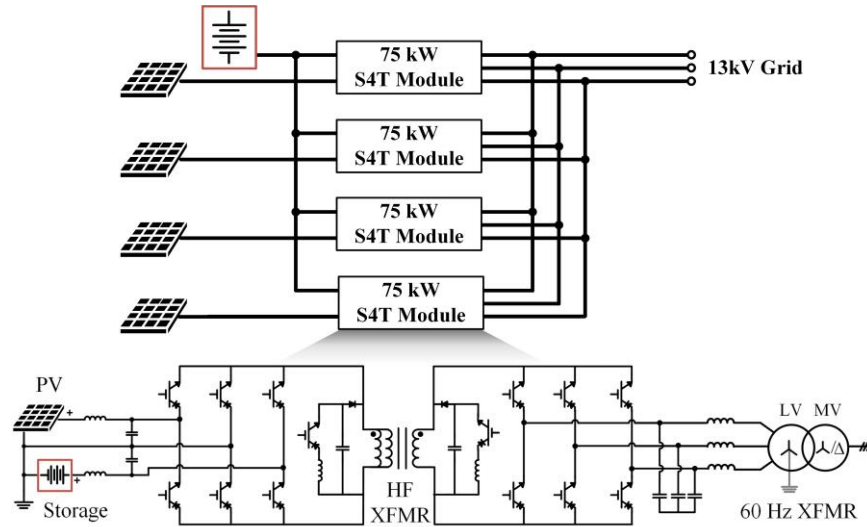 75 kW
S4T Module
13kV Grid
75 kW
S4T Module
75 kW
S4T Module
75 kW
S4T Module
PV
+
LV MV
Y
Y/Δ
+
Storage
HF
XFMR
60 Hz XFMR